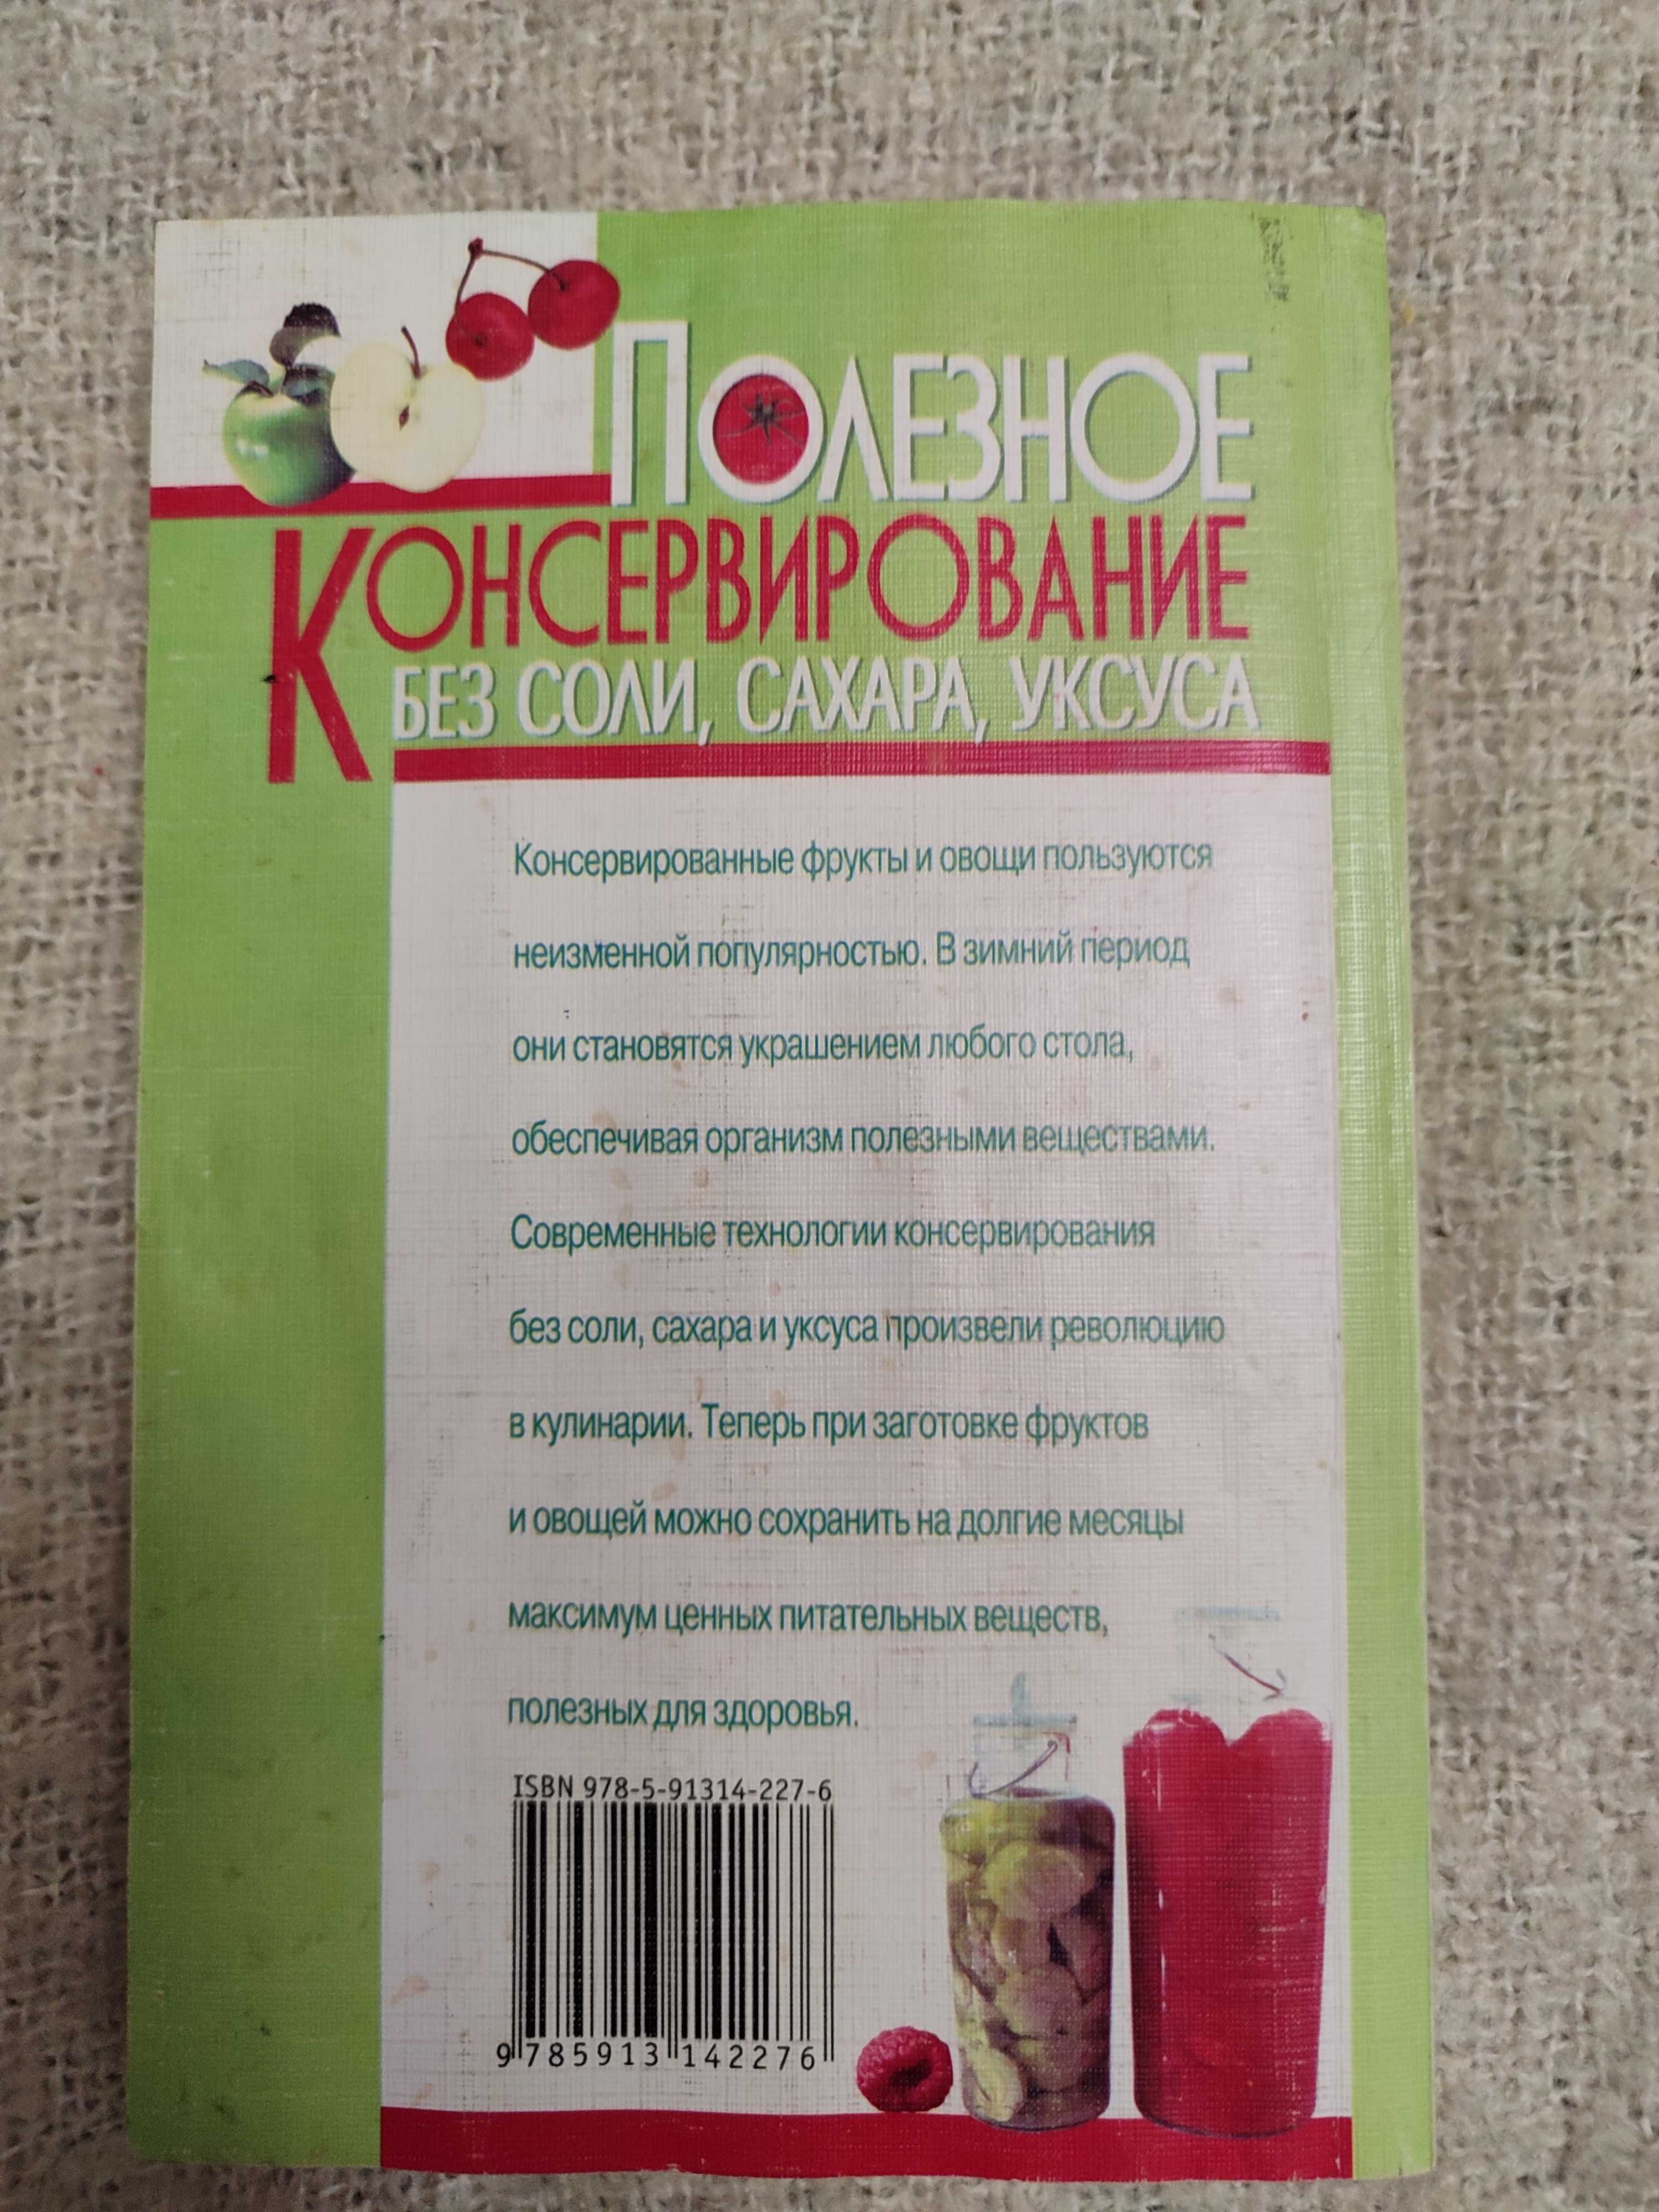 Полезное
Консервирование
без соли, сахара, уксуса
Консервированные фрукты и овощи пользуются
неизменной популярностью. В зимний период
они становятся украшением любого стола,
обеспечивая организм полезными веществами.
Современные технологии консервирования
без соли, сахара и уксуса произвели революцию
в кулинарии. Теперь при заготовке фруктов
и овощей можно сохранить на долгие месяцы
максимум ценных питательных веществ,
полезных для здоровья.
ISBN 978-5-91314-227-6
9 785913 142276